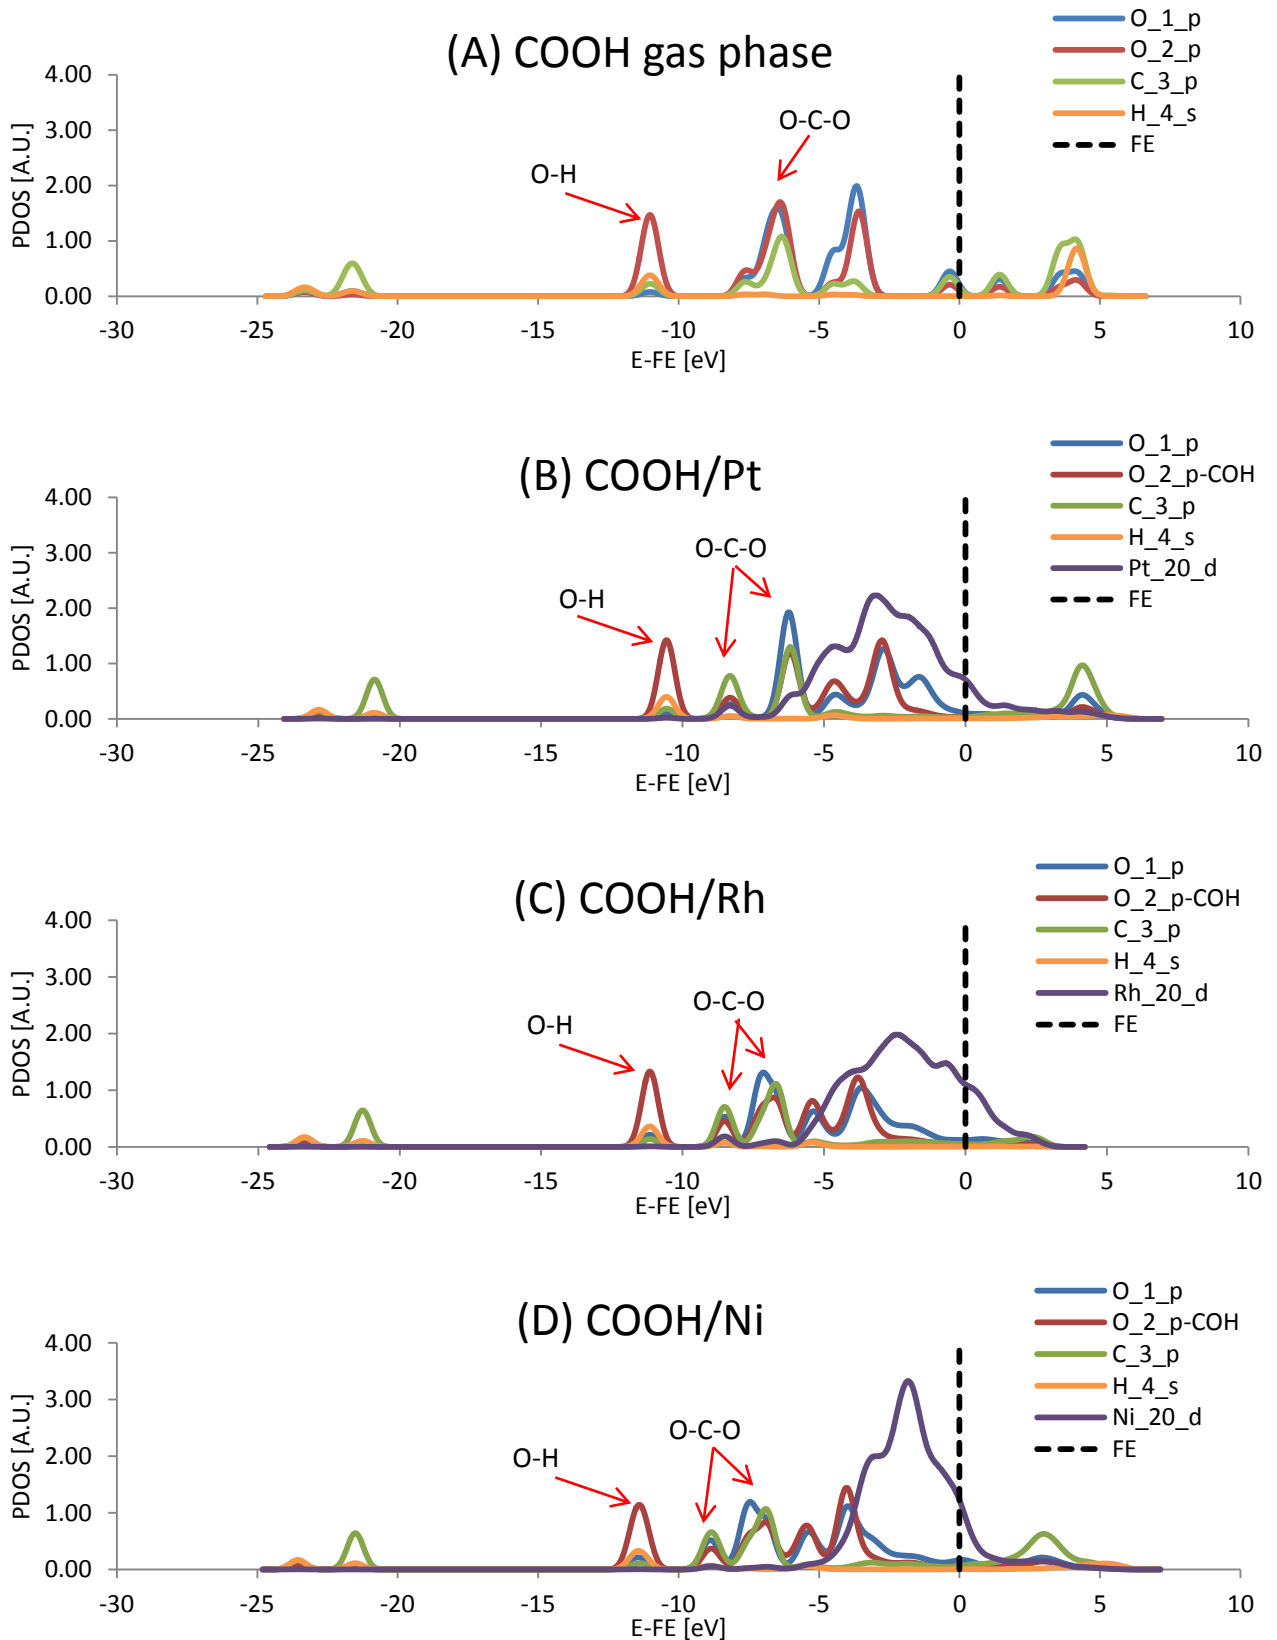 (A) COOH gas phase
O_1_p
O_2_p
C_3_p
H_4_s
FE
PDOS [A.U.]
4.00
3.00
2.00
1.00
0.00
O-H
O-C-O
-30 -25 -20 -15 -10 -5 0 5 10
E-FE [eV]
(B) COOH/Pt
O_1_p
O_2_p-COH
C_3_p
H_4_s
Pt_20_d
FE
PDOS [A.U.]
4.00
3.00
2.00
1.00
0.00
O-C-O
O-H
-30 -25 -20 -15 -10 -5 0 5 10
E-FE [eV]
(C) COOH/Rh
O_1_p
O_2_p-COH
C_3_p
H_4_s
Rh_20_d
FE
PDOS [A.U.]
4.00
3.00
2.00
1.00
0.00
O-C-O
O-H
-30 -25 -20 -15 -10 -5 0 5 10
E-FE [eV]
(D) COOH/Ni
O_1_p
O_2_p-COH
C_3_p
H_4_s
Ni_20_d
FE
PDOS [A.U.]
4.00
3.00
2.00
1.00
0.00
O-C-O
O-H
-30 -25 -20 -15 -10 -5 0 5 10
E-FE [eV]